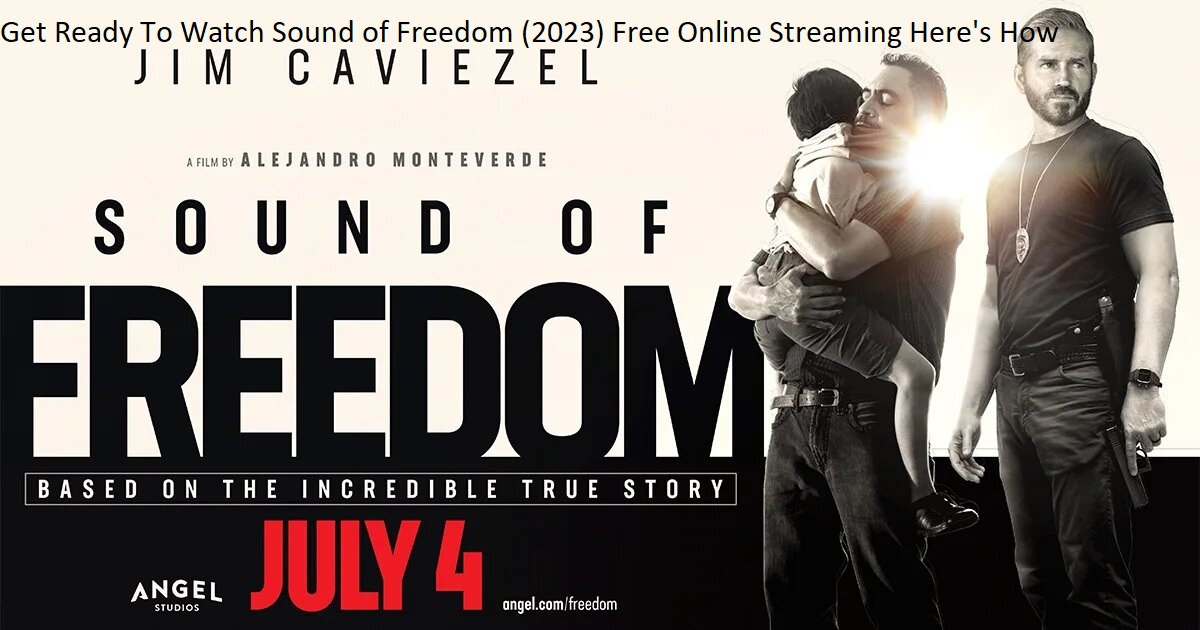 Get Ready To Watch Sound of Freedom (2023) Free Online Streaming Here's How
JIM CAVIEZEL
A FILM BY ALEJANDRO MONTEVERDE
SOUND OF
FREEDOM
BASED ON THE INCREDIBLE TRUE STORY
JULY 4
ANGEL
STUDIOS
angel.com/freedom